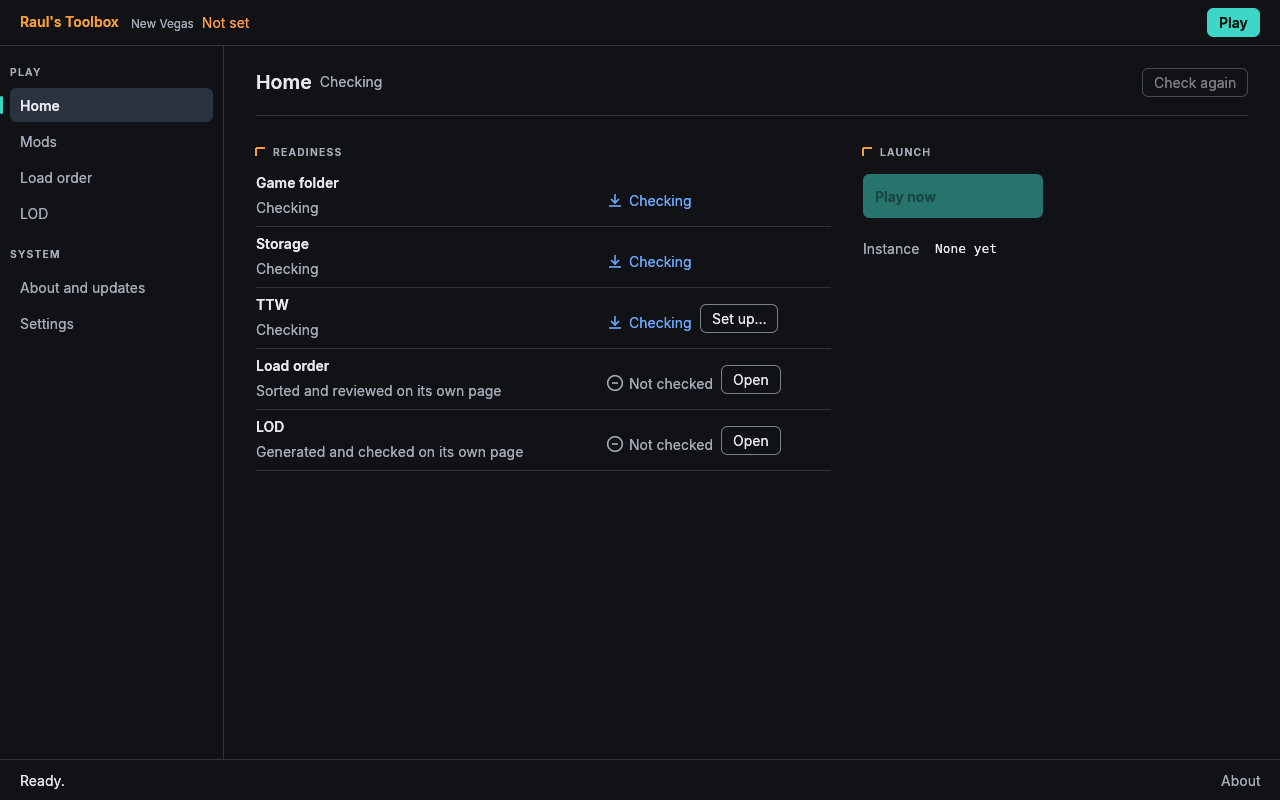 Raul's Toolbox New Vegas Not set Play
PLAY
Home
Mods
Load order
LOD
SYSTEM
About and updates
Settings
Home Checking Check again
READINESS
Game folder
Checking
Checking
Storage
Checking
Checking
TTW
Checking
Checking Set up...
Load order
Sorted and reviewed on its own page
Not checked Open
LOD
Generated and checked on its own page
Not checked Open
LAUNCH
Play now
Instance None yet
Ready. About